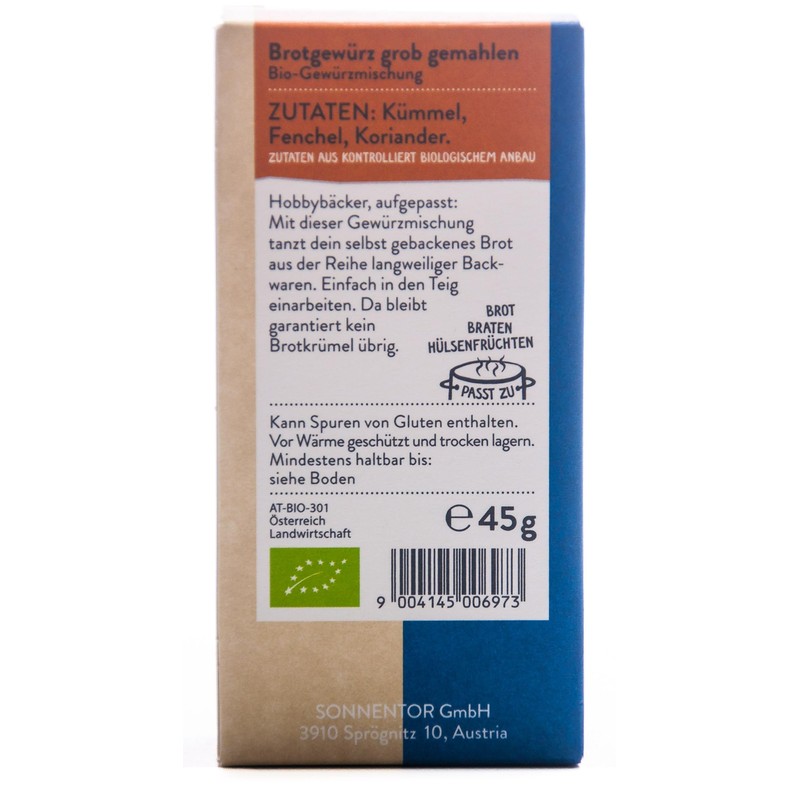 Brotgewürz grob gemahlen
Bio-Gewürzmischung
ZUTATEN: Kümmel,
Fenchel, Koriander.
ZUTATEN AUS KONTROLLIERT BIOLOGISCHEM ANBAU
Hobbybäcker, aufgepasst:
Mit dieser Gewürzmischung
tanzt dein selbst gebackenes Brot
aus der Reihe langweiliger Back-
waren. Einfach in den Teig
einarbeiten. Da bleibt
garantiert kein
Brotkrümel übrig.
BROT
BRATEN
HÜLSENFRÜCHTEN
PASST ZU
Kann Spuren von Gluten enthalten.
Vor Wärme geschützt und trocken lagern.
Mindestens haltbar bis:
siehe Boden
AT-BIO-301
Österreich
Landwirtschaft
℮ 45g
9 004145 006973
SONNENTOR GmbH
3910 Sprögnitz 10, Austria